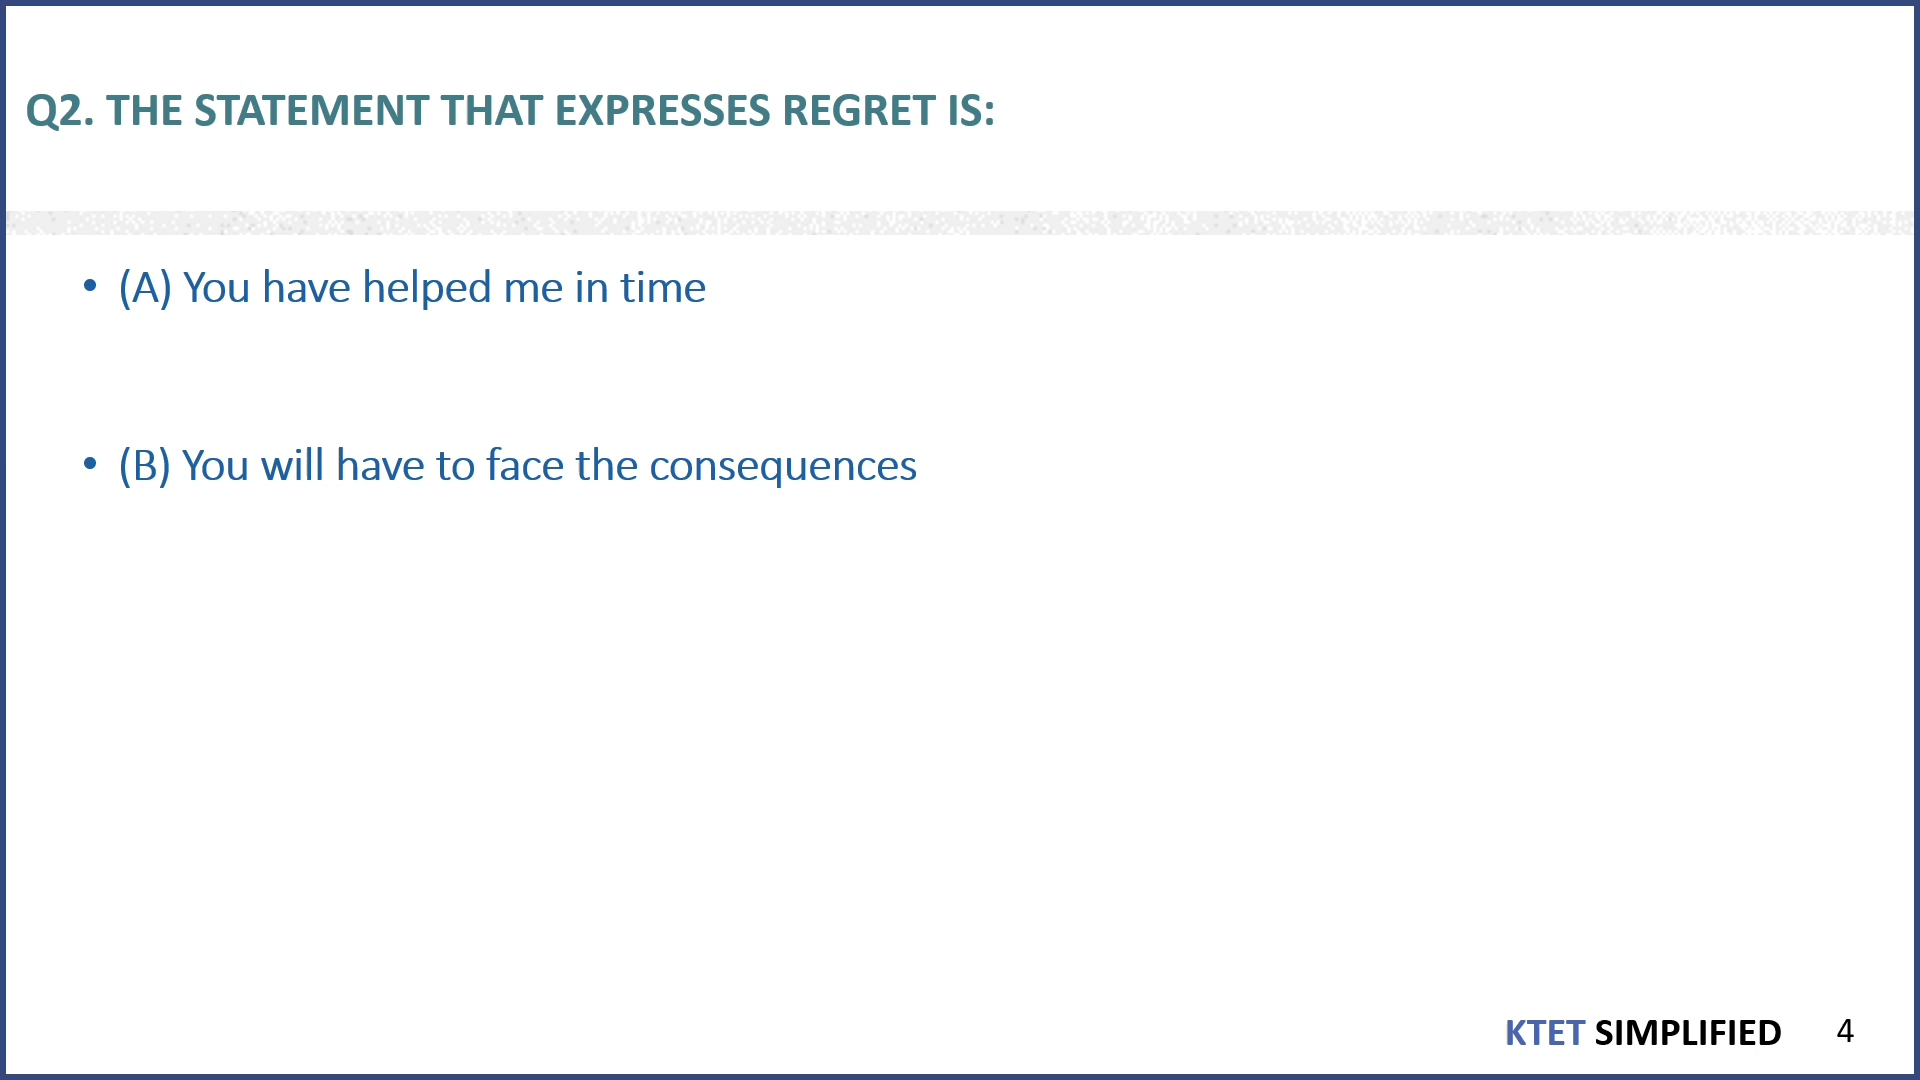 Q2. THE STATEMENT THAT EXPRESSES REGRET IS:
• (A) You have helped me in time
• (B) You will have to face the consequences
KTET SIMPLIFIED 4